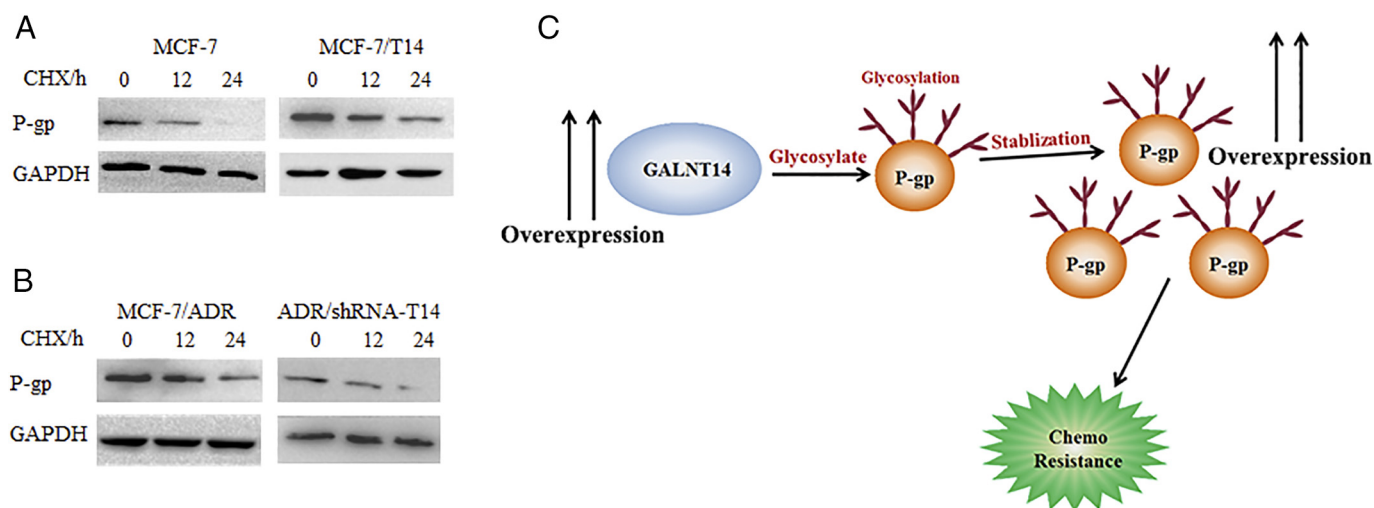 A
MCF-7 MCF-7/T14
CHX/h 0 12 24 0 12 24
P-gp
GAPDH
B
MCF-7/ADR ADR/shRNA-T14
CHX/h 0 12 24 0 12 24
P-gp
GAPDH
C
Overexpression
GALNT14
Glycosylate
Glycosylation
P-gp
Stablization
P-gp
Overexpression
P-gp
P-gp
Chemo
Resistance